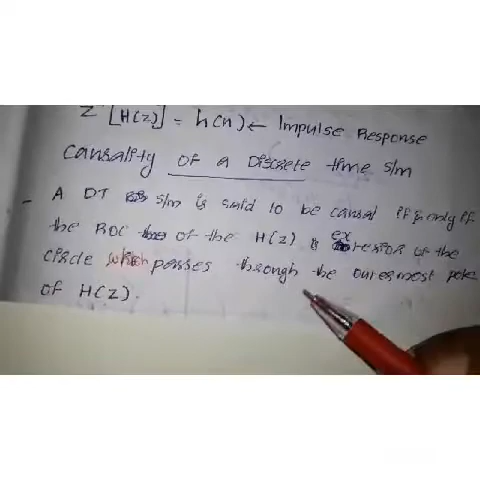 Z [H(Z)] = h(n) ← Impulse Response
Causality of a Discrete time s/m
- A DT s/m is said to be causal if & only if
the ROC of the H(Z) is exterior of the
circle which passes through the outermost pole
of H(Z).